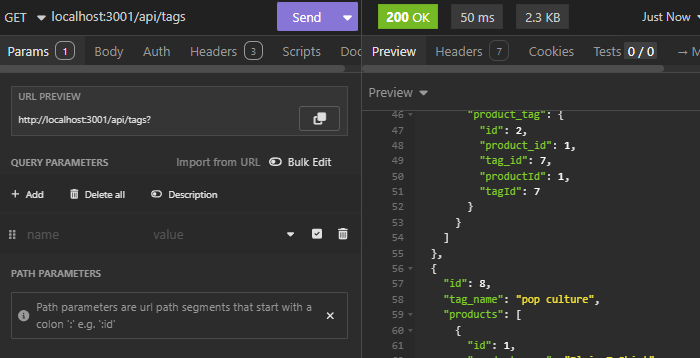 GET localhost:3001/api/tags Send
Params 1 Body Auth Headers 3 Scripts Doc
URL PREVIEW
http://localhost:3001/api/tags?
QUERY PARAMETERS Import from URL Bulk Edit
Add Delete all Description
name value
PATH PARAMETERS
Path parameters are url path segments that start with a
colon ':' e.g. ':id'
200 OK 50 ms 2.3 KB Just Now
Preview Headers 7 Cookies Tests 0 / 0 → M
Preview
46 "product_tag": {
47 "id": 2,
48 "product_id": 1,
49 "tag_id": 7,
50 "productId": 1,
51 "tagId": 7
52 }
53 }
54 ]
55 },
56 {
57 "id": 8,
58 "tag_name": "pop culture",
59 "products": [
60 {
61 "id": 1,